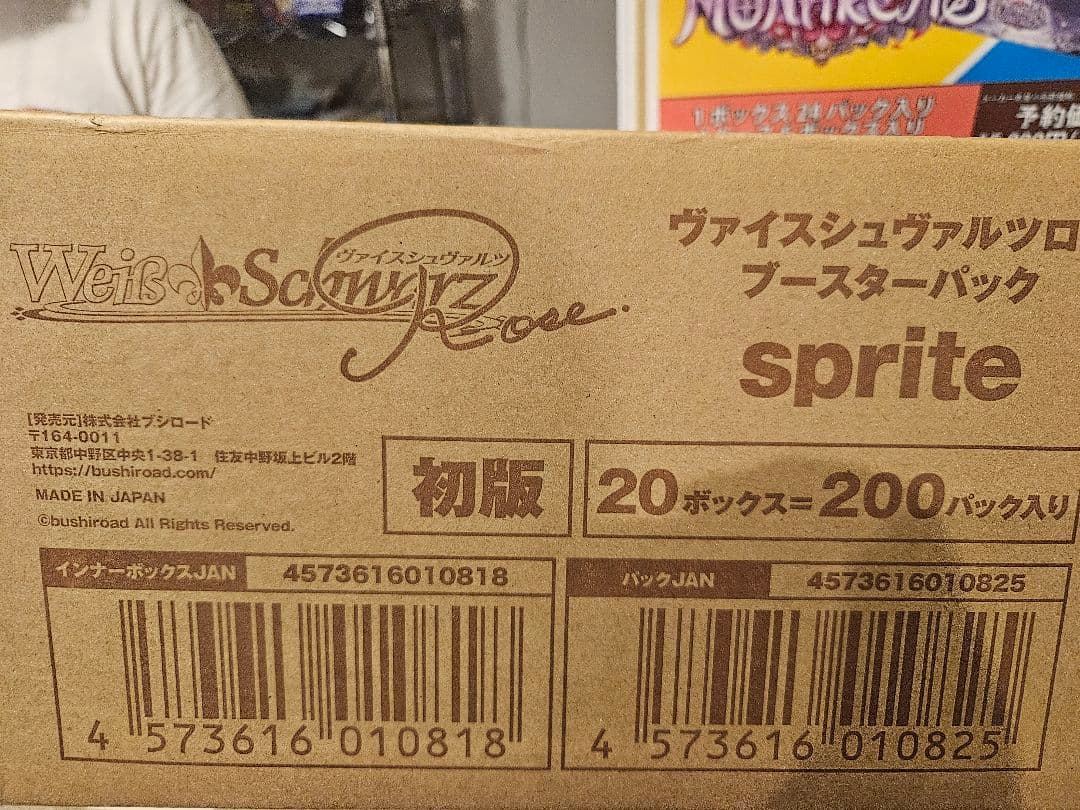 1ボックス24パック入り
予約価
Weiß Schwarz
ヴァイスシュヴァルツ
Rose
ヴァイスシュヴァルツロ
ブースターパック
sprite
[発売元]株式会社ブシロード
〒164-0011
東京都中野区中央1-38-1 住友中野坂上ビル2階
https://bushiroad.com/
MADE IN JAPAN
©bushiroad All Rights Reserved.
初版
20ボックス=200パック入り
インナーボックスJAN 4573616010818
4 573616 010818
パックJAN 4573616010825
4 573616 010825